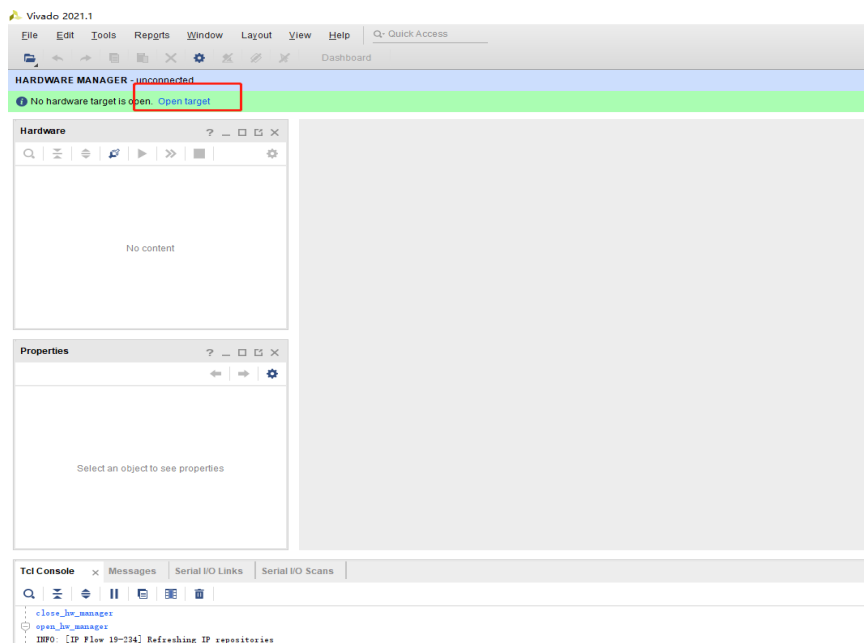 Vivado 2021.1
File Edit Tools Reports Window Layout View Help Quick Access
Dashboard
HARDWARE MANAGER - unconnected
No hardware target is open. Open target
Hardware
No content
Properties
Select an object to see properties
Tcl Console Messages Serial I/O Links Serial I/O Scans
close_hw_manager
open_hw_manager
INFO: [IP_Flow 19-234] Refreshing IP repositories